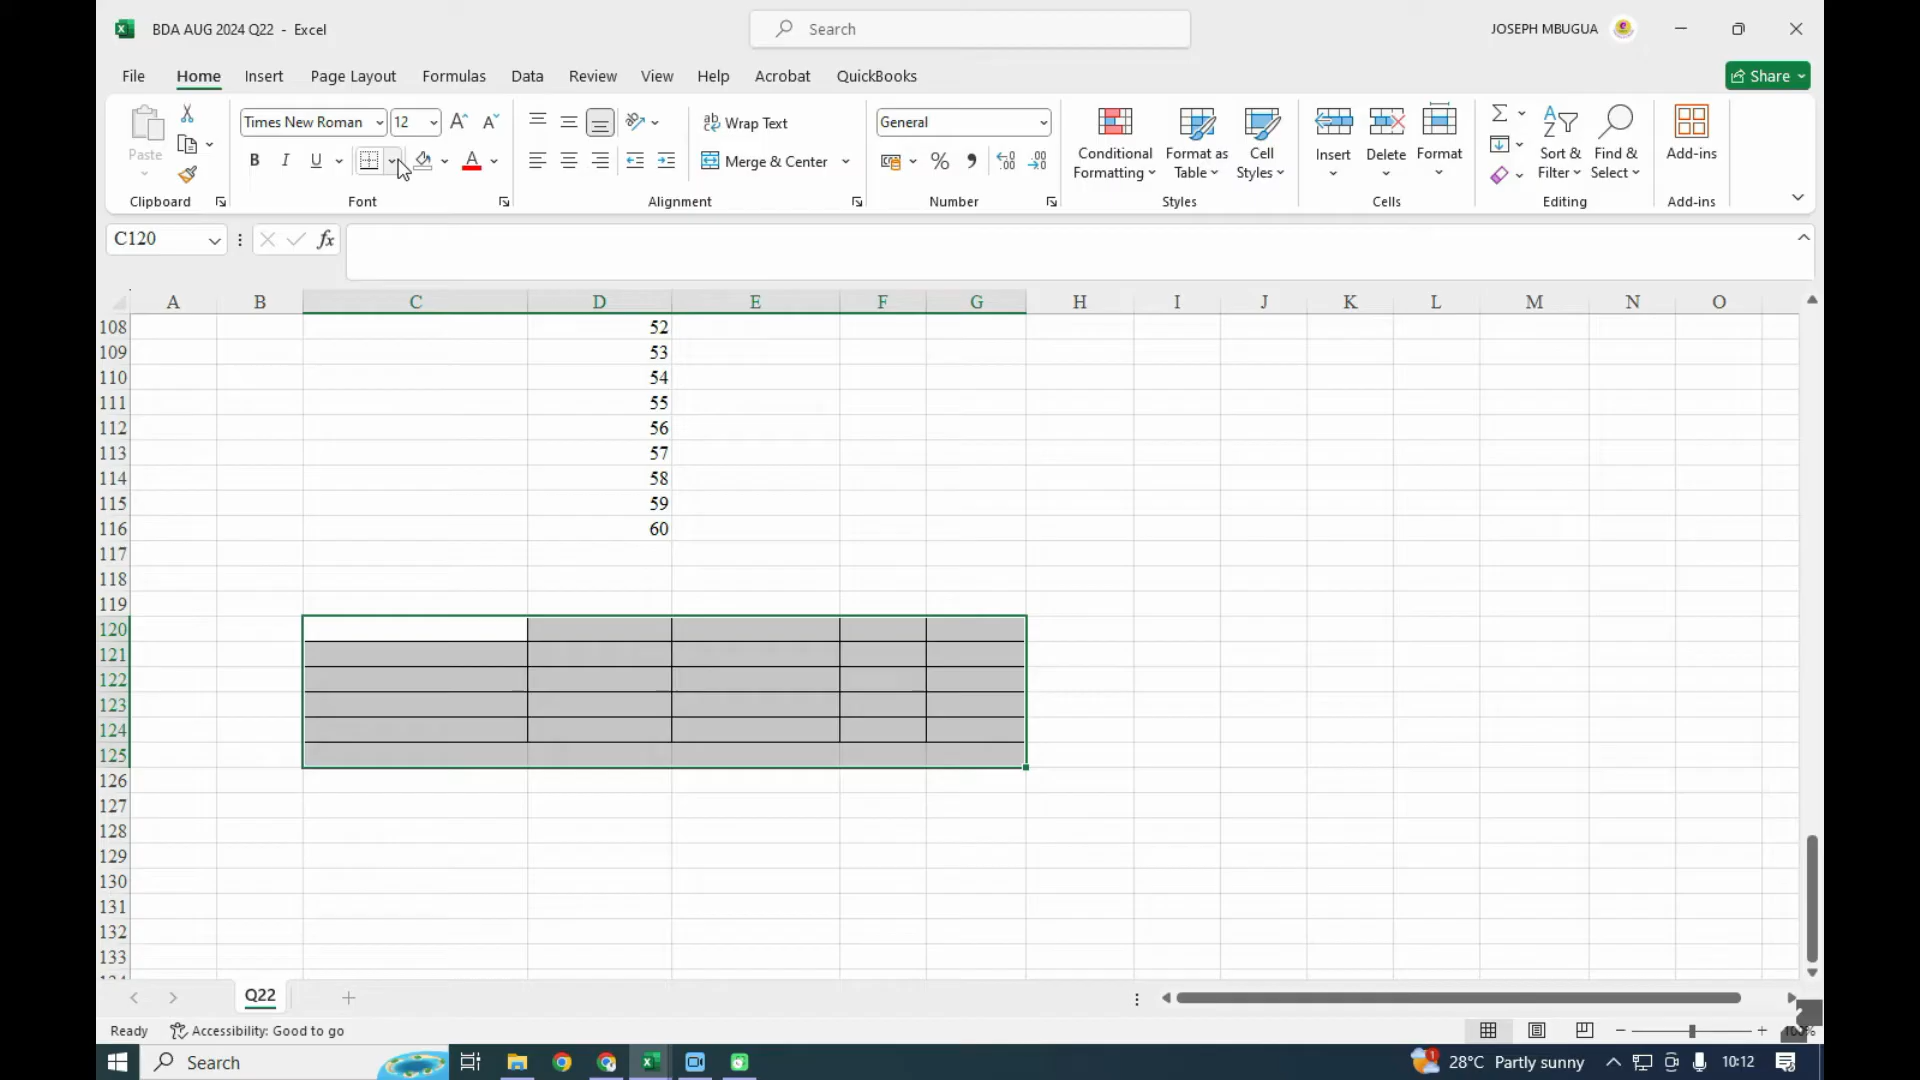 BDA AUG 2024 Q22 - Excel
Search
JOSEPH MBUGUA
File Home Insert Page Layout Formulas Data Review View Help Acrobat QuickBooks
Share
Paste
Clipboard
Times New Roman 12
B I U A
Font
Wrap Text
Merge & Center
Alignment
General
%
Number
Conditional Formatting
Format as Table
Cell Styles
Styles
Insert
Delete
Format
Cells
Sort & Filter
Find & Select
Editing
Add-ins
Add-ins
C120
fx
A B C D E F G H I J K L M N O
108 52
109 53
110 54
111 55
112 56
113 57
114 58
115 59
116 60
117
118
119
120
121
122
123
124
125
126
127
128
129
130
131
132
133
Q22
Ready
Accessibility: Good to go
Search
28°C Partly sunny
10:12